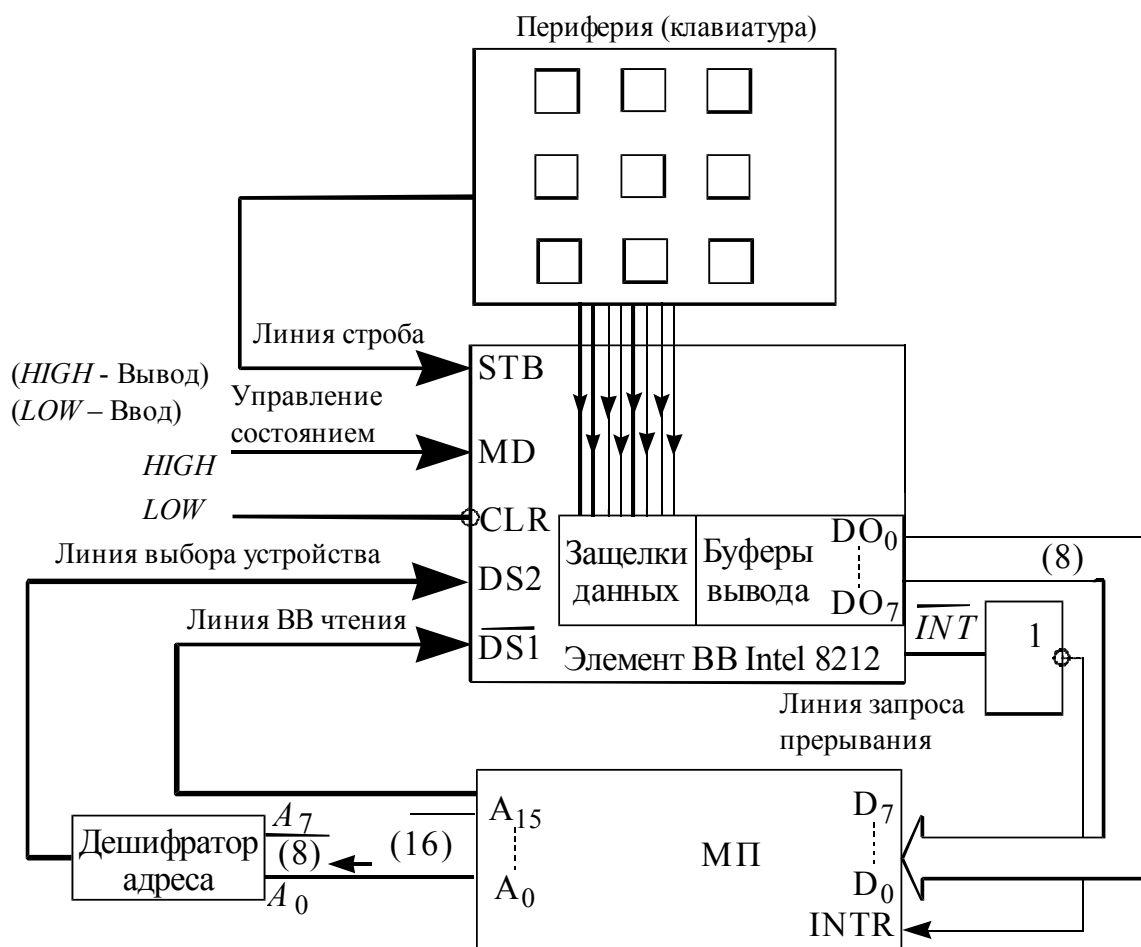 Периферия (клавиатура)
Линия строба
(HIGH - Вывод)
(LOW – Ввод)
Управление
состоянием
HIGH
LOW
STB
MD
CLR
Линия выбора устройства
DS2
Линия ВВ чтения
DS1
Защелки
данных
Буферы
вывода
DO0
DO7
Элемент ВВ Intel 8212
(8)
INT
1
Линия запроса
прерывания
Дешифратор
адреса
A7
(8)
A0
(16)
A15
A0
МП
D7
D0
INTR